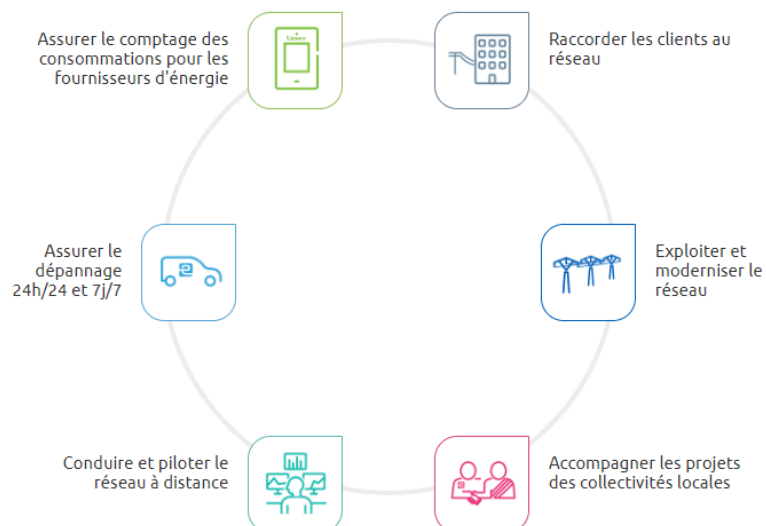 Assurer le comptage des
consommations pour les
fournisseurs d'énergie
Linky
Raccorder les clients au
réseau
Assurer le
dépannage
24h/24 et 7j/7
Exploiter et
moderniser le
réseau
Conduire et piloter le
réseau à distance
Accompagner les projets
des collectivités locales